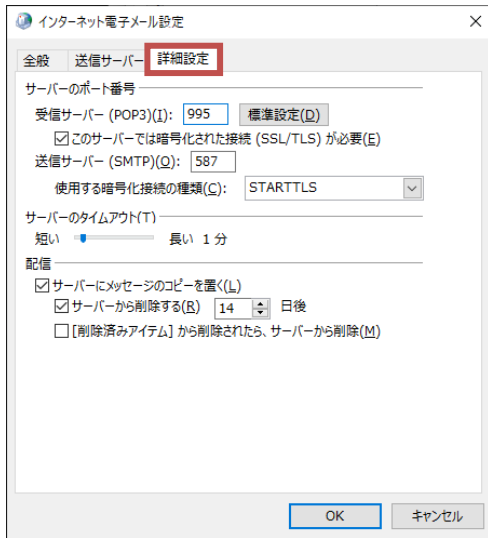 インターネット電子メール設定
全般 送信サーバー 詳細設定
サーバーのポート番号
受信サーバー (POP3)(I): 995 標準設定(D)
このサーバーでは暗号化された接続 (SSL/TLS) が必要(E)
送信サーバー (SMTP)(O): 587
使用する暗号化接続の種類(C): STARTTLS
サーバーのタイムアウト(T)
短い 長い 1 分
配信
サーバーにメッセージのコピーを置く(L)
サーバーから削除する(R) 14 日後
[削除済みアイテム] から削除されたら、サーバーから削除(M)
OK キャンセル